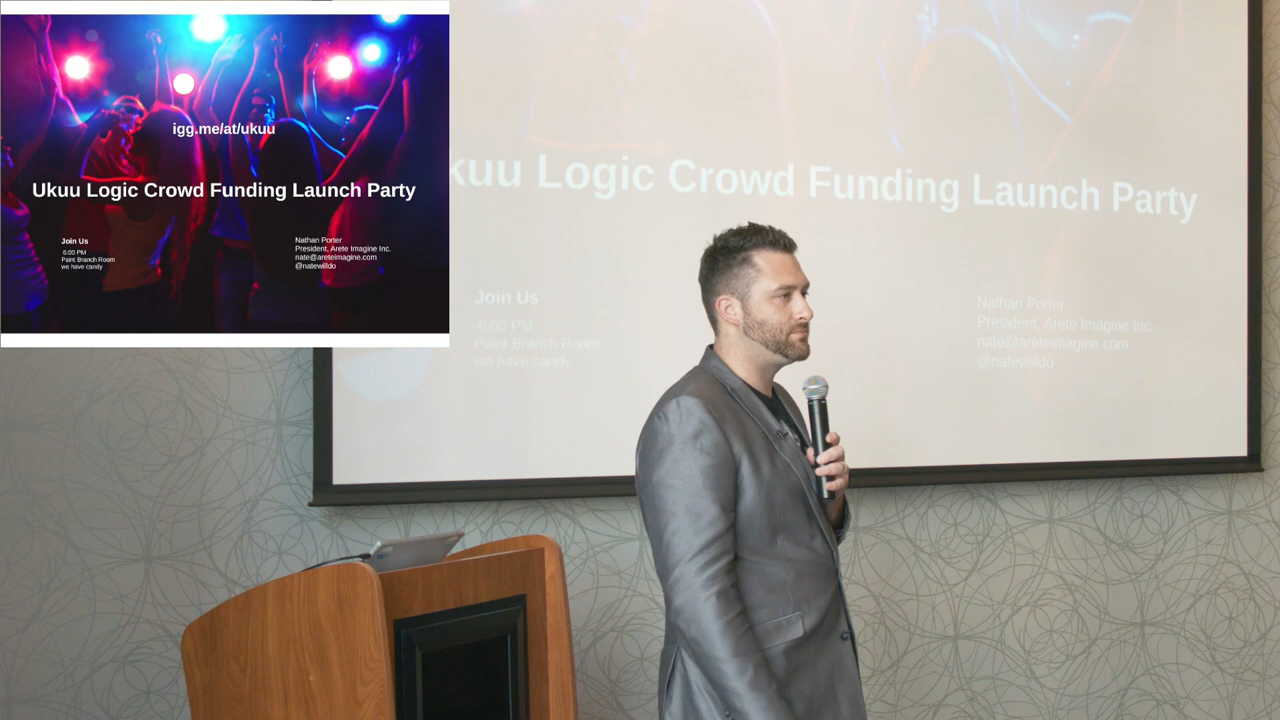 igg.me/at/ukuu
Ukuu Logic Crowd Funding Launch Party
Join Us
6:00 PM
Paint Branch Room
we have candy
Nathan Porter
President, Arete Imagine Inc.
nate@areteimagine.com
@natewilldo
kuu Logic Crowd Funding Launch Party
Join Us
6:00 PM
Paint Branch Room
we have candy
Nathan Porter
President, Arete Imagine Inc.
nate@areteimagine.com
@natewilldo